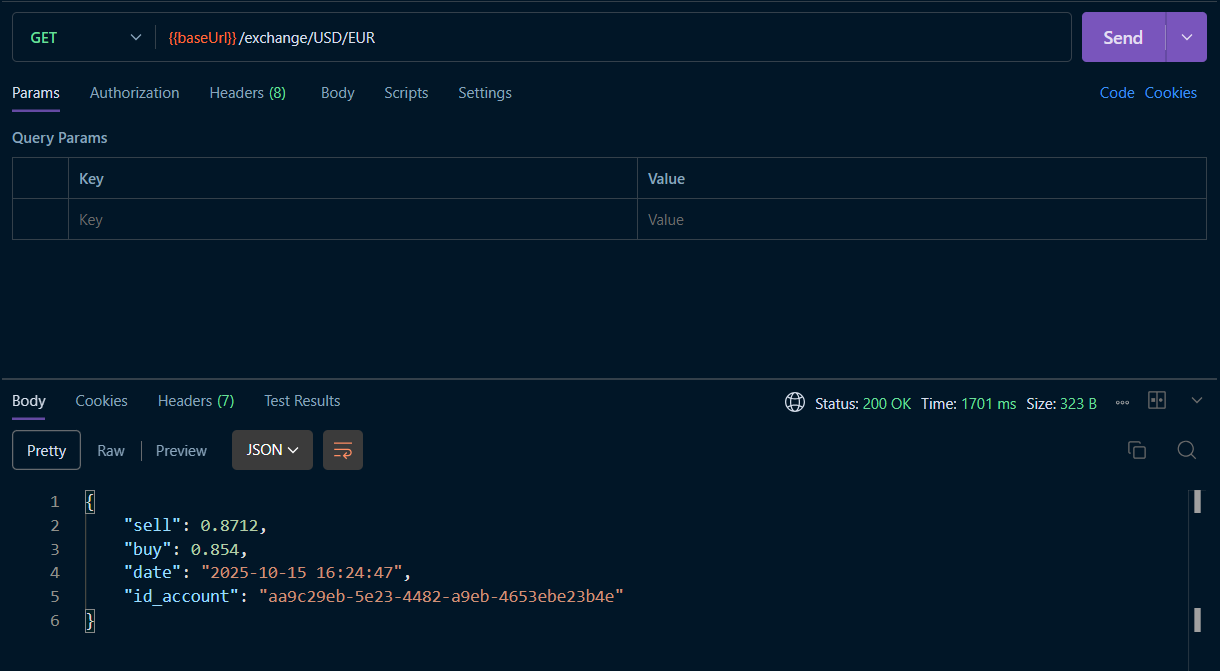 GET {{baseUrl}}/exchange/USD/EUR Send
Params Authorization Headers (8) Body Scripts Settings Code Cookies
Query Params
Key Value
Key Value
Body Cookies Headers (7) Test Results Status: 200 OK Time: 1701 ms Size: 323 B
Pretty Raw Preview JSON
1 {
2 "sell": 0.8712,
3 "buy": 0.854,
4 "date": "2025-10-15 16:24:47",
5 "id_account": "aa9c29eb-5e23-4482-a9eb-4653ebe23b4e"
6 }